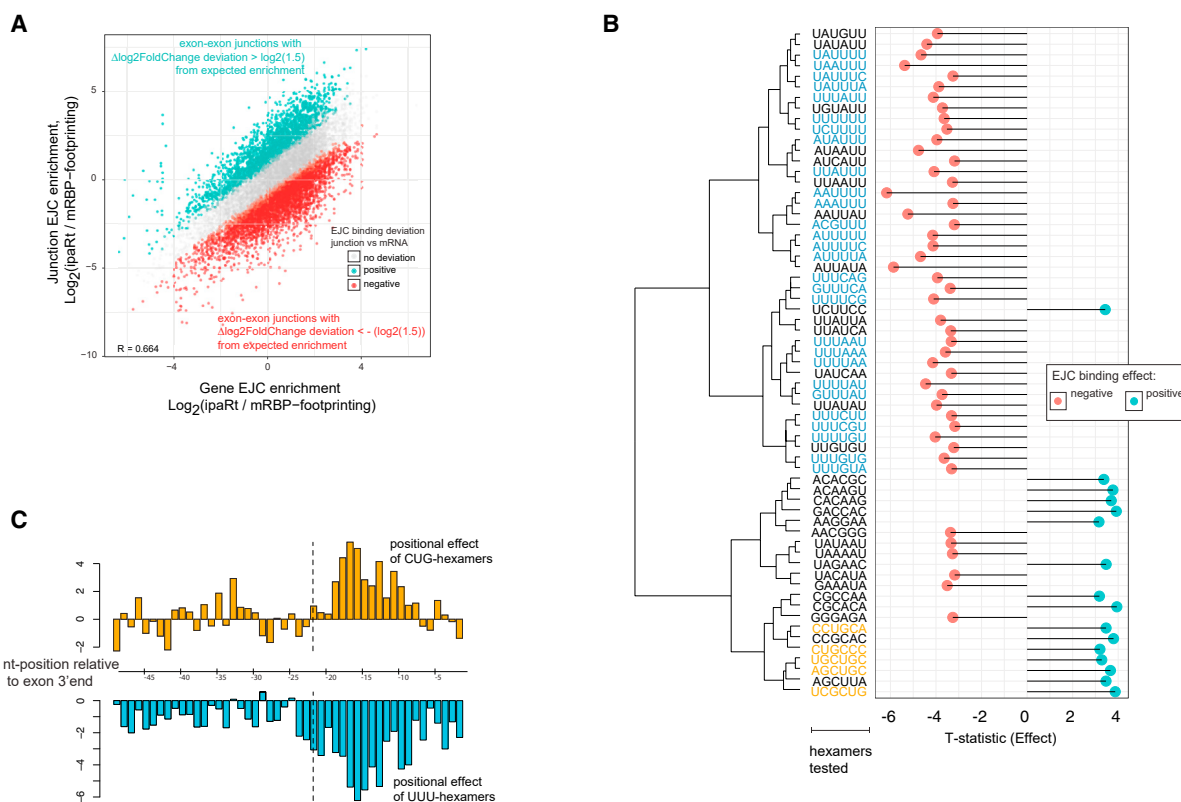 A
exon-exon junctions with
Δlog2FoldChange deviation > log2(1.5)
from expected enrichment
Junction EJC enrichment,
Log2(ipaRt / mRBP-footprinting)
5
0
−5
−10
EJC binding deviation
junction vs mRNA
no deviation
positive
negative
exon-exon junctions with
Δlog2FoldChange deviation < - (log2(1.5))
from expected enrichment
R = 0.664
−4
0
4
Gene EJC enrichment
Log2(ipaRt / mRBP-footprinting)
B
UAUGUU
UAUAUU
UAUUUU
UAAUUU
UAUUUC
UAUUUA
UUUAUU
UGUAUU
UUUUUU
UCUUUU
AUAUUU
AUAAUU
AUCAUU
UUAUUU
UUAAUU
AAUUUU
AAAUUU
AAUUAU
ACGUUU
AUUUUU
AUUUUC
AUUUUA
AUUAUA
UUUCAG
GUUUCA
UUUUCG
UCUUCC
UUAUUA
UUAUCA
UUUAAU
UUUAAA
UUUUAA
UAUCAA
UUUUAU
GUUUAU
UUAUAU
UUUCUU
UUUCGU
UUUUGU
UUGUGU
UUUGUG
UUUGUA
ACACGC
ACAAGU
CACAAG
GACCAC
AAGGAA
AACGGG
UAUAAU
UAAAAU
UAGAAC
UACAUA
GAAAUA
CGCCAA
CGCACA
GGGAGA
CCUGCA
CCGCAC
CUGCCC
UGCUGC
AGCUGC
AGCUUA
UCGCUG
EJC binding effect:
negative
positive
-6
-4
-2
0
2
4
T-statistic (Effect)
hexamers
tested
C
4
2
0
-2
positional effect
of CUG-hexamers
nt-position relative
to exon 3'end
-45
-40
-35
-30
-25
-20
-15
-10
-5
0
-2
-4
-6
positional effect
of UUU-hexamers